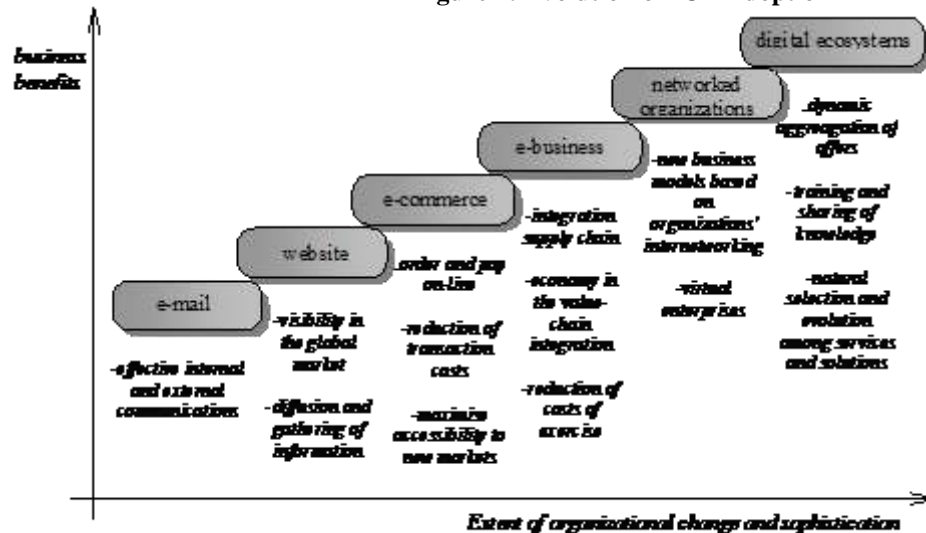 business
benefits
digital ecosystems
networked
organizations
e-business
e-commerce
website
e-mail
-effective internal
and external
communications
-visibility in
the global
market
-diffusion and
gathering of
information
-order and pay
on-line
-reduction of
transaction
costs
-maximise
accessibility to
new markets
-integration
supply chain
-economy in
the value-
chain
integration
-reduction of
costs of
exercise
-new business
models based
on
organizations'
internetworking
-virtual
enterprises
-dynamic
aggregation of
offers
-training and
sharing of
knowledge
-natural
selection and
evolution
among services
and solutions
Extent of organizational change and sophistication